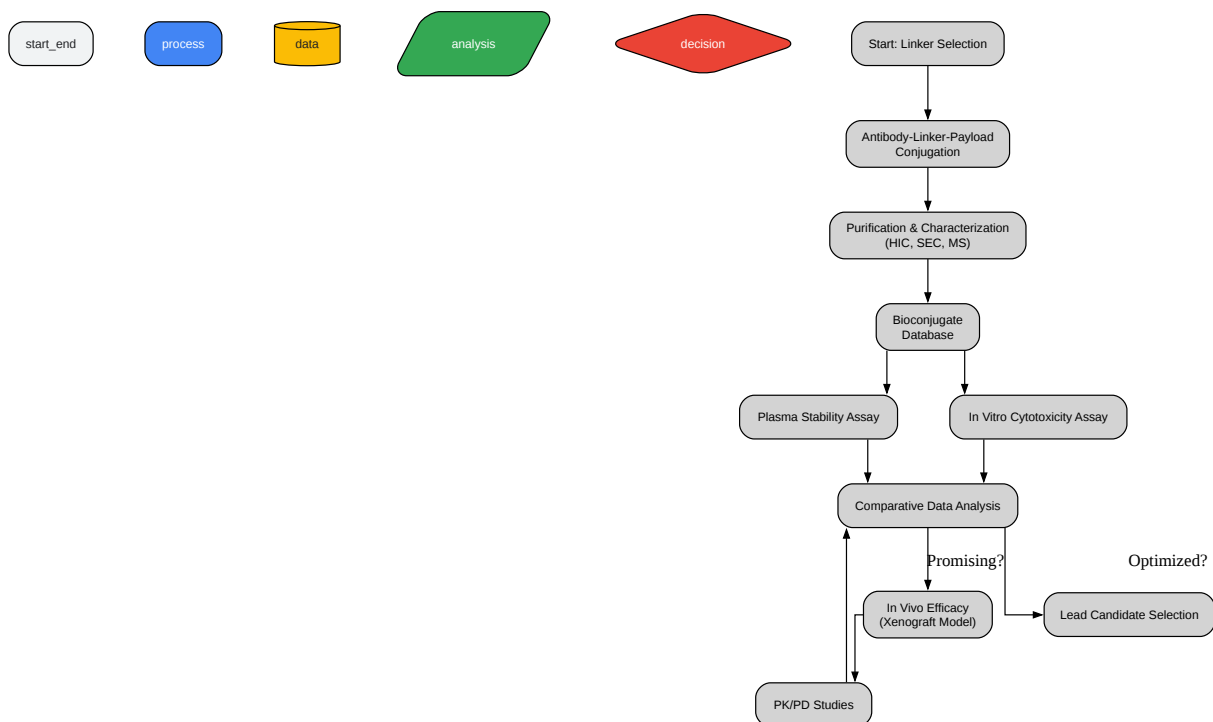 start_end
process
data
analysis
decision
Start: Linker Selection
Antibody-Linker-Payload
Conjugation
Purification & Characterization
(HIC, SEC, MS)
Bioconjugate
Database
Plasma Stability Assay
In Vitro Cytotoxicity Assay
Comparative Data Analysis
Promising?
Optimized?
In Vivo Efficacy
(Xenograft Model)
Lead Candidate Selection
PK/PD Studies